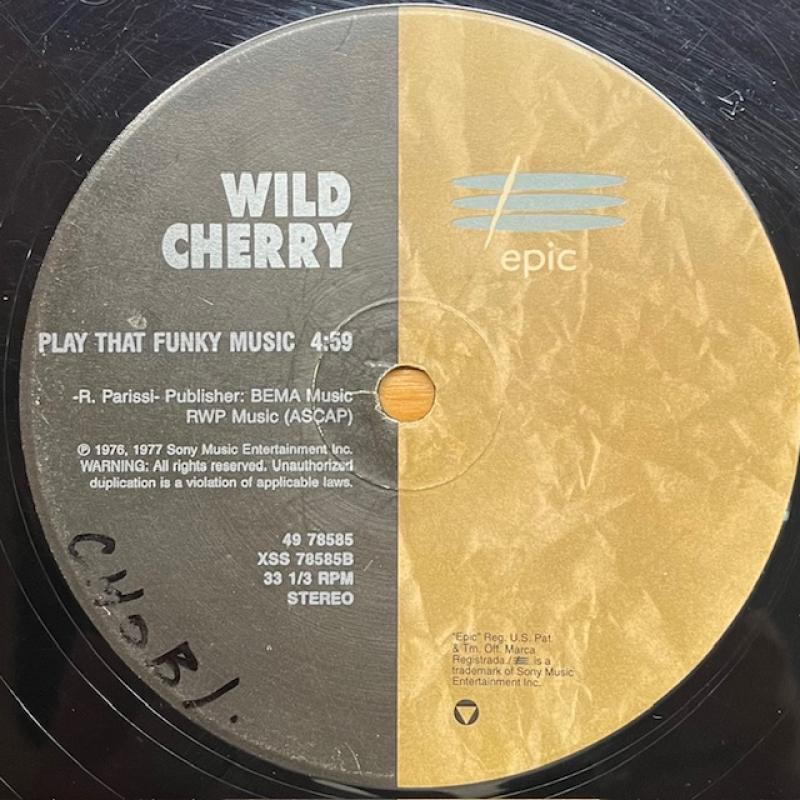 WILD
CHERRY
epic
PLAY THAT FUNKY MUSIC 4:59
-R. Parissi- Publisher: BEMA Music
RWP Music (ASCAP)
℗ 1976, 1977 Sony Music Entertainment Inc.
WARNING: All rights reserved. Unauthorized
duplication is a violation of applicable laws.
49 78585
XSS 78585B
33 1/3 RPM
STEREO
CHOBI.
"Epic" Reg. U.S. Pat.
& Tm. Off. Marca
Registrada./ is a
trademark of Sony Music
Entertainment Inc.